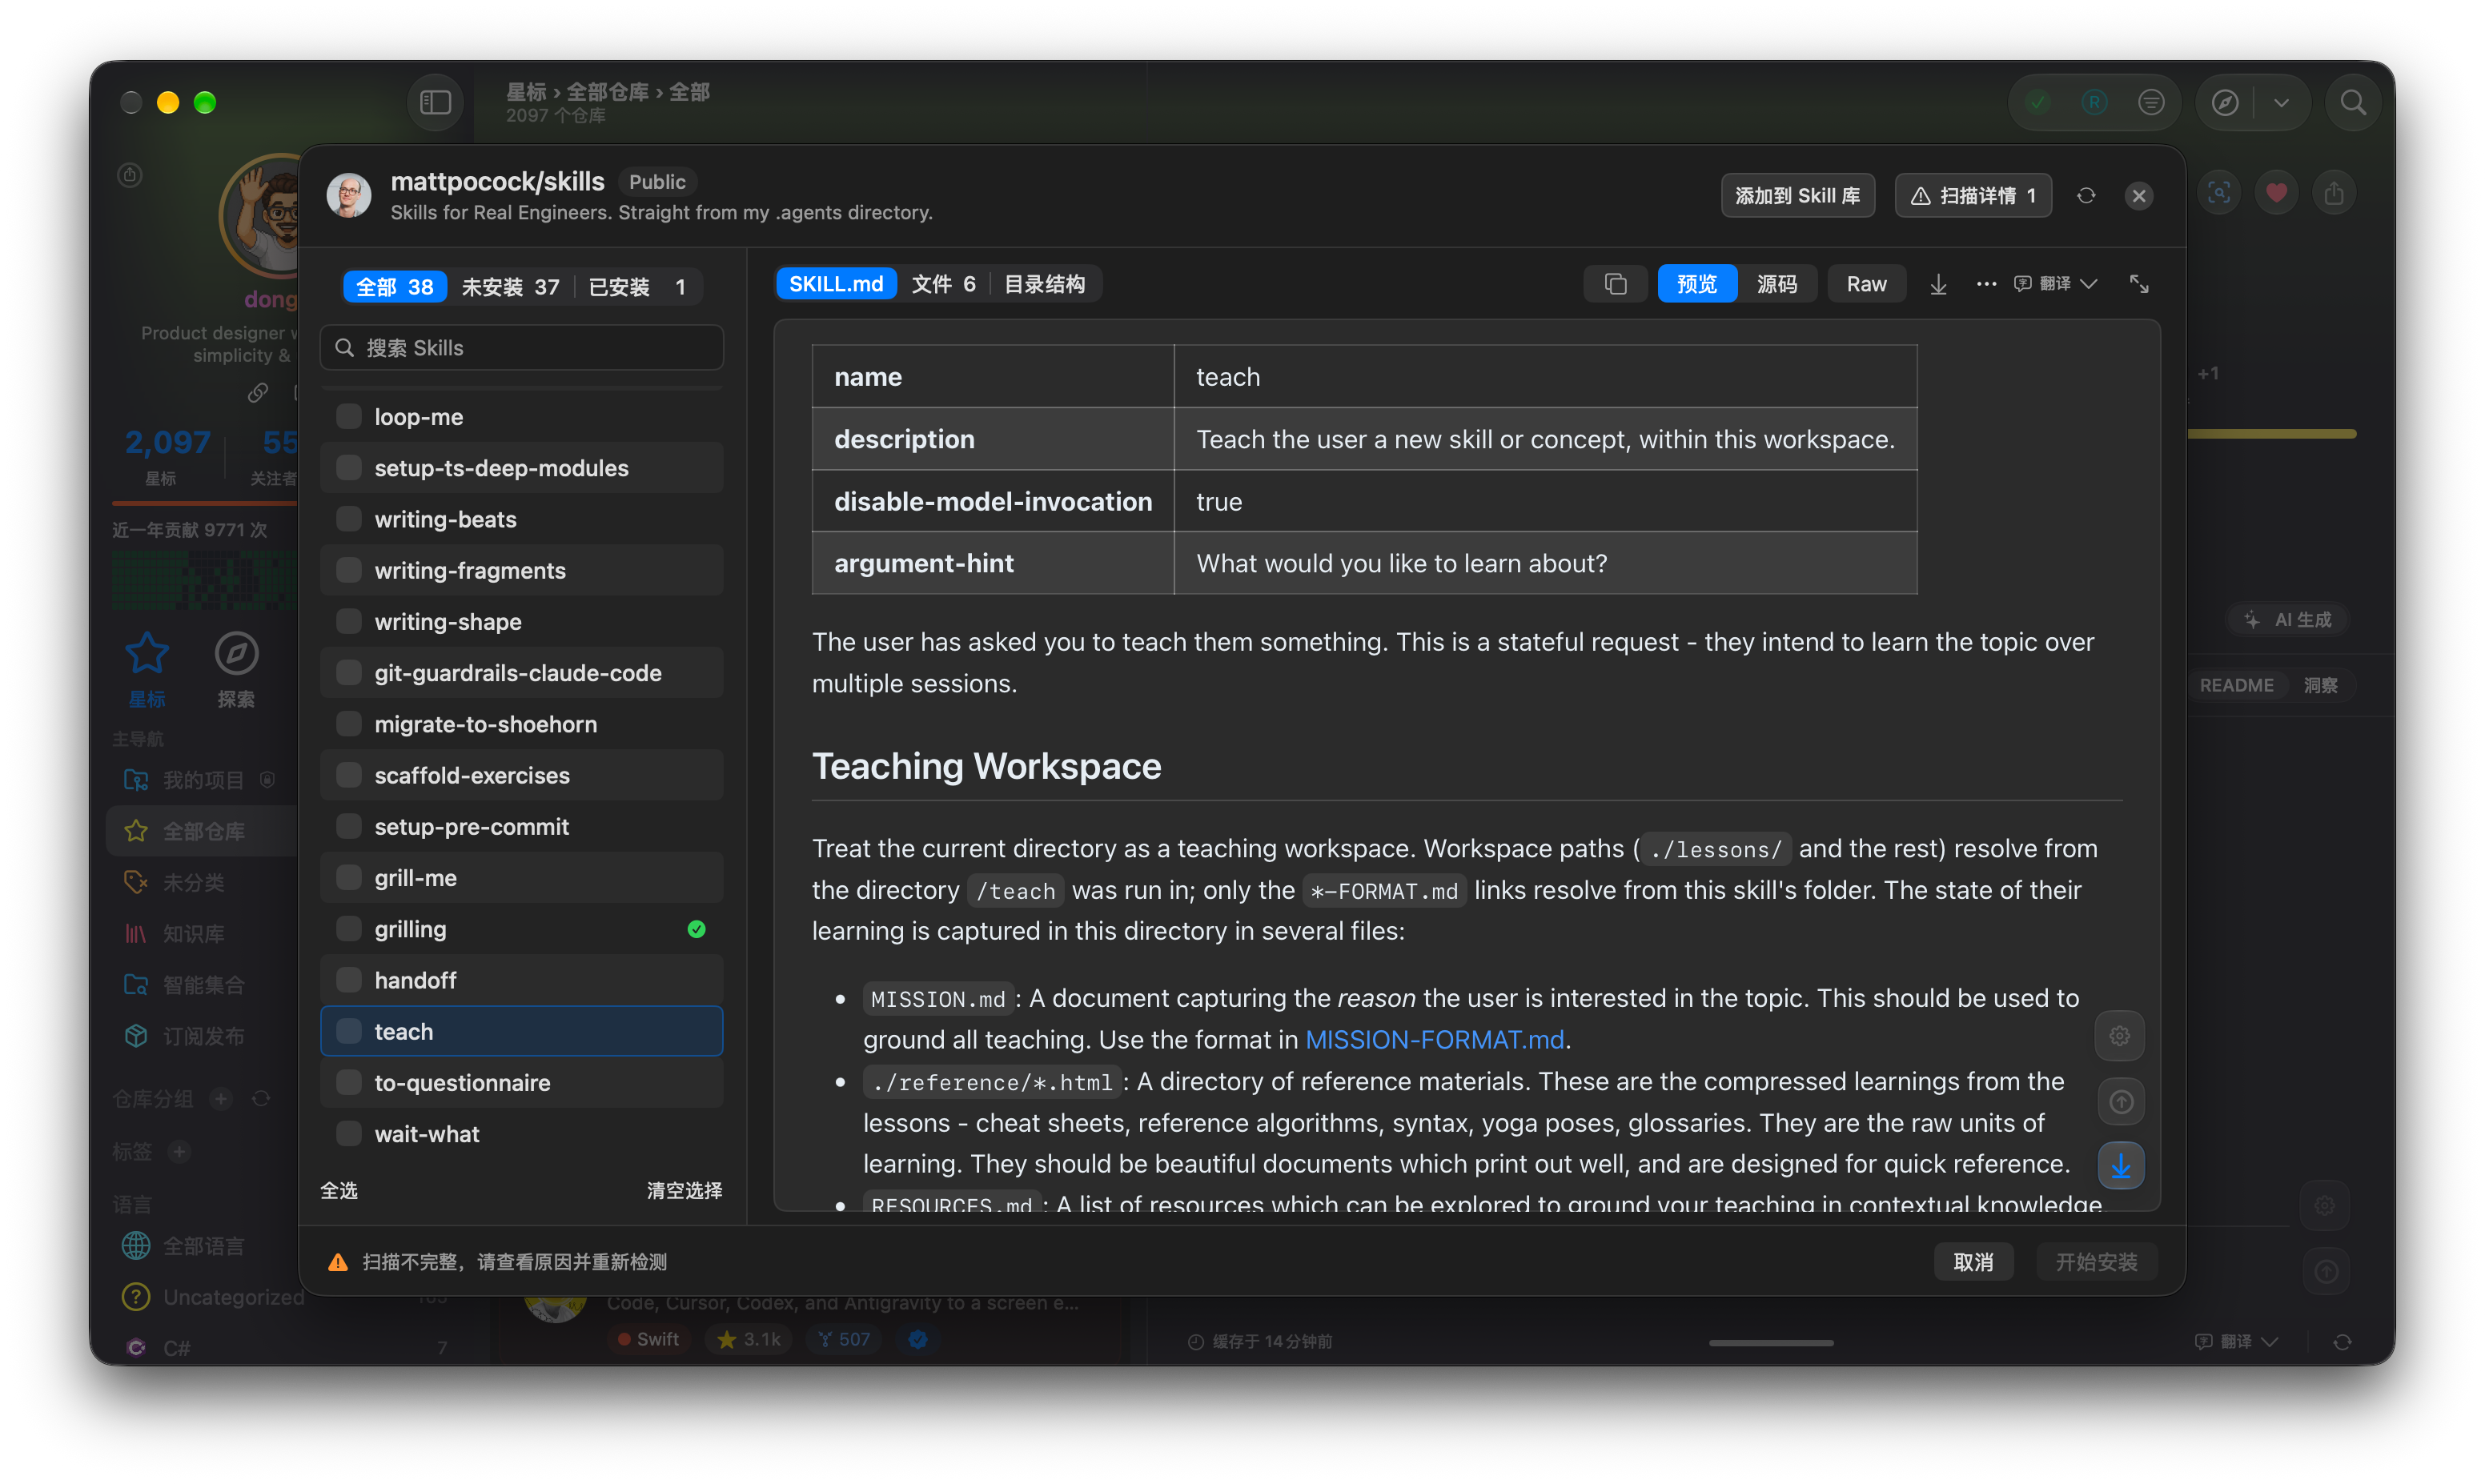 星标 › 全部仓库 › 全部
2097 个仓库
mattpocock/skills Public
Skills for Real Engineers. Straight from my .agents directory.
添加到 Skill 库
扫描详情 1
dong
Product designer
simplicity &
2,097
星标
55
关注者
近一年贡献 9771 次
星标
探索
主导航
我的项目
全部仓库
未分类
知识库
智能集合
订阅发布
仓库分组
标签
语言
全部语言
Uncategorized
C# 7
全部 38
未安装 37
已安装 1
搜索 Skills
loop-me
setup-ts-deep-modules
writing-beats
writing-fragments
writing-shape
git-guardrails-claude-code
migrate-to-shoehorn
scaffold-exercises
setup-pre-commit
grill-me
grilling
handoff
teach
to-questionnaire
wait-what
全选
清空选择
SKILL.md
文件 6
目录结构
预览
源码
Raw
翻译
name teach
description Teach the user a new skill or concept, within this workspace.
disable-model-invocation true
argument-hint What would you like to learn about?
The user has asked you to teach them something. This is a stateful request - they intend to learn the topic over
multiple sessions.
Teaching Workspace
Treat the current directory as a teaching workspace. Workspace paths ( ./lessons/ and the rest) resolve from
the directory /teach was run in; only the *-FORMAT.md links resolve from this skill's folder. The state of their
learning is captured in this directory in several files:
• MISSION.md : A document capturing the reason the user is interested in the topic. This should be used to
ground all teaching. Use the format in MISSION-FORMAT.md.
• ./reference/*.html : A directory of reference materials. These are the compressed learnings from the
lessons - cheat sheets, reference algorithms, syntax, yoga poses, glossaries. They are the raw units of
learning. They should be beautiful documents which print out well, and are designed for quick reference.
• RESOURCES.md : A list of resources which can be explored to ground your teaching in contextual knowledge
扫描不完整，请查看原因并重新检测
取消
开始安装
+1
AI 生成
README
洞察
Code, Cursor, Codex, and Antigravity to a screen e...
Swift
3.1k
507
缓存于 14 分钟前
翻译